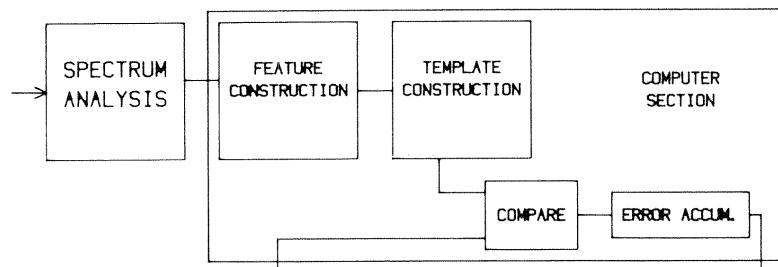 SPECTRUM
ANALYSIS
FEATURE
CONSTRUCTION
TEMPLATE
CONSTRUCTION
COMPUTER
SECTION
COMPARE
ERROR ACCUM.